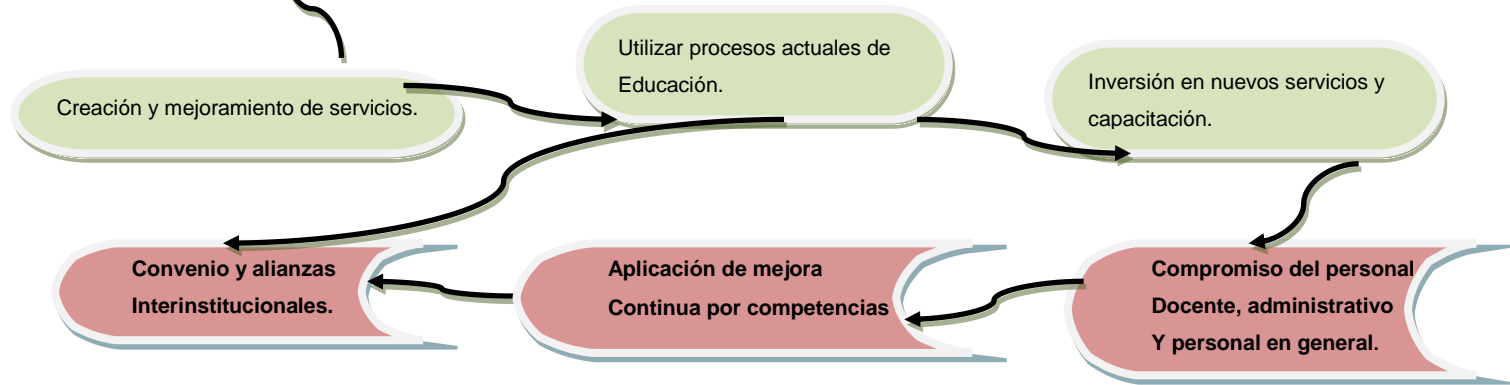 Creación y mejoramiento de servicios.
Utilizar procesos actuales de
Educación.
Inversión en nuevos servicios y
capacitación.
Convenio y alianzas
Interinstitucionales.
Aplicación de mejora
Continua por competencias
Compromiso del personal
Docente, administrativo
Y personal en general.